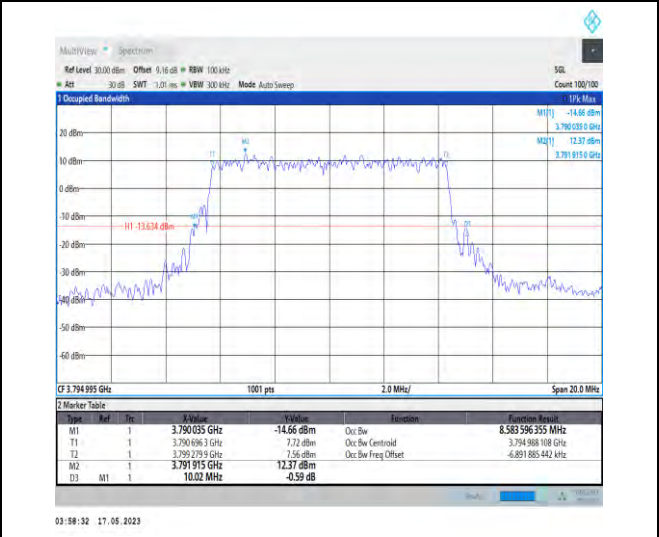 MultiView Spectrum
Ref Level 30.00 dBm Offset 9.16 dB RBW 100 kHz SGL
Att 30 dB SWT 1.01 ms VBW 300 kHz Mode Auto Sweep Count 100/100
1 Occupied Bandwidth 1Pk Max
M1[1] -14.66 dBm
3.790 035 0 GHz
M2[1] 12.37 dBm
3.791 915 0 GHz
20 dBm
M2
T1 T2
10 dBm
0 dBm
-10 dBm
M1 D3
H1 -13.634 dBm
-20 dBm
-30 dBm
-40 dBm
-50 dBm
-60 dBm
CF 3.794 995 GHz 1001 pts 2.0 MHz/ Span 20.0 MHz
2 Marker Table
Type Ref Trc X-Value Y-Value Function Function Result
M1 1 3.790 035 GHz -14.66 dBm Occ Bw 8.583 596 355 MHz
T1 1 3.790 696 3 GHz 7.72 dBm Occ Bw Centroid 3.794 988 108 GHz
T2 1 3.799 279 9 GHz 7.56 dBm Occ Bw Freq Offset -6.891 885 442 kHz
M2 1 3.791 915 GHz 12.37 dBm
D3 M1 1 10.02 MHz -0.59 dB
03:58:32 17.05.2023